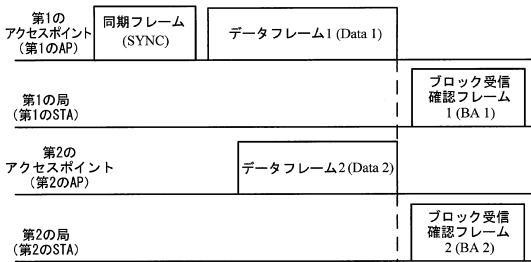 第1の
アクセスポイント
(第1のAP)
同期フレーム
(SYNC)
データフレーム1 (Data 1)
第1の局
(第1のSTA)
ブロック受信
確認フレーム
1 (BA 1)
第2の
アクセスポイント
(第2のAP)
データフレーム2 (Data 2)
第2の局
(第2のSTA)
ブロック受信
確認フレーム
2 (BA 2)